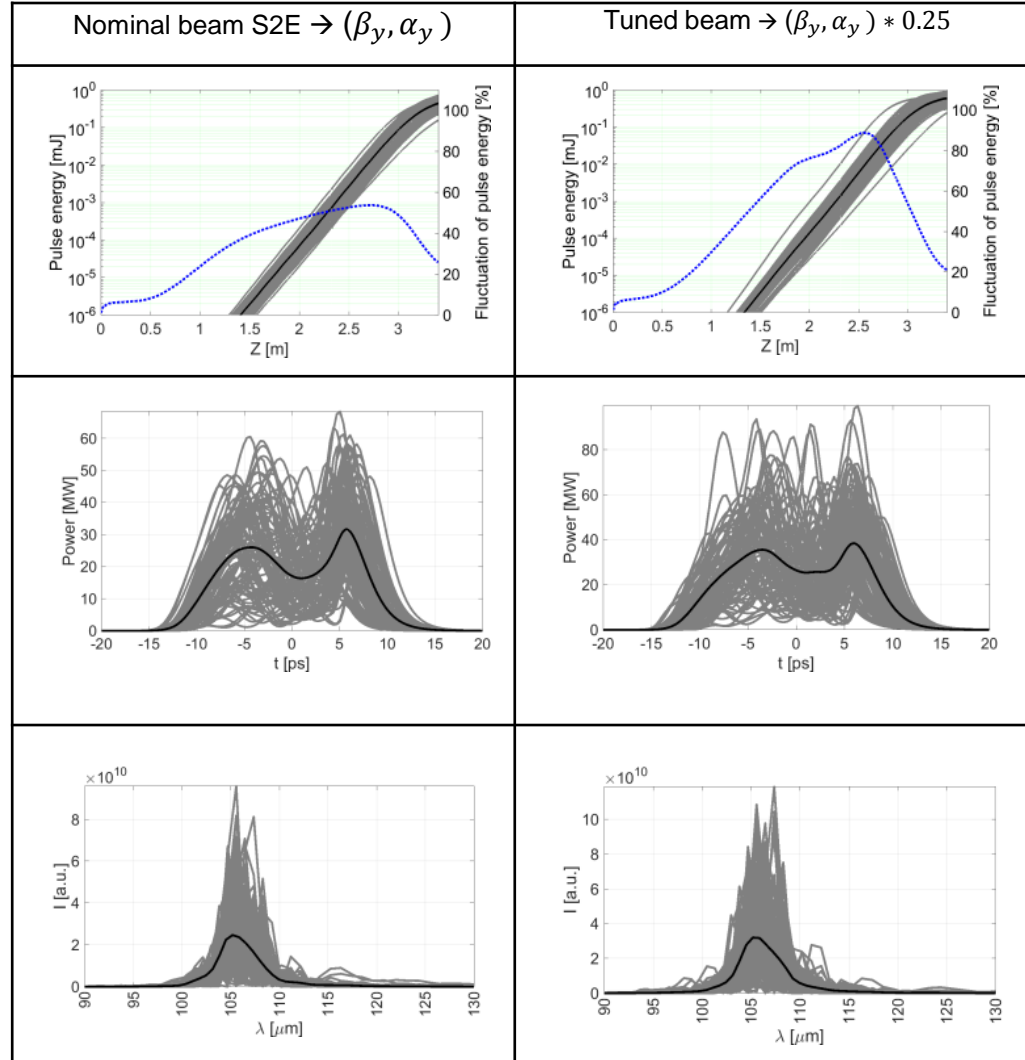 Nominal beam S2E → (β_y, α_y)
Tuned beam → (β_y, α_y) * 0.25
Pulse energy [mJ]
10^0
10^-1
10^-2
10^-3
10^-4
10^-5
10^-6
100
80
60
40
20
0
Fluctuation of pulse energy [%]
0 0.5 1 1.5 2 2.5 3
Z [m]
Pulse energy [mJ]
10^0
10^-1
10^-2
10^-3
10^-4
10^-5
10^-6
100
80
60
40
20
0
Fluctuation of pulse energy [%]
0 0.5 1 1.5 2 2.5 3
Z [m]
Power [MW]
60
50
40
30
20
10
0
-20 -15 -10 -5 0 5 10 15 20
t [ps]
Power [MW]
80
60
40
20
0
-20 -15 -10 -5 0 5 10 15 20
t [ps]
×10^10
I [a.u.]
8
6
4
2
0
90 95 100 105 110 115 120 125 130
λ [μm]
×10^10
I [a.u.]
10
8
6
4
2
0
90 95 100 105 110 115 120 125 130
λ [μm]